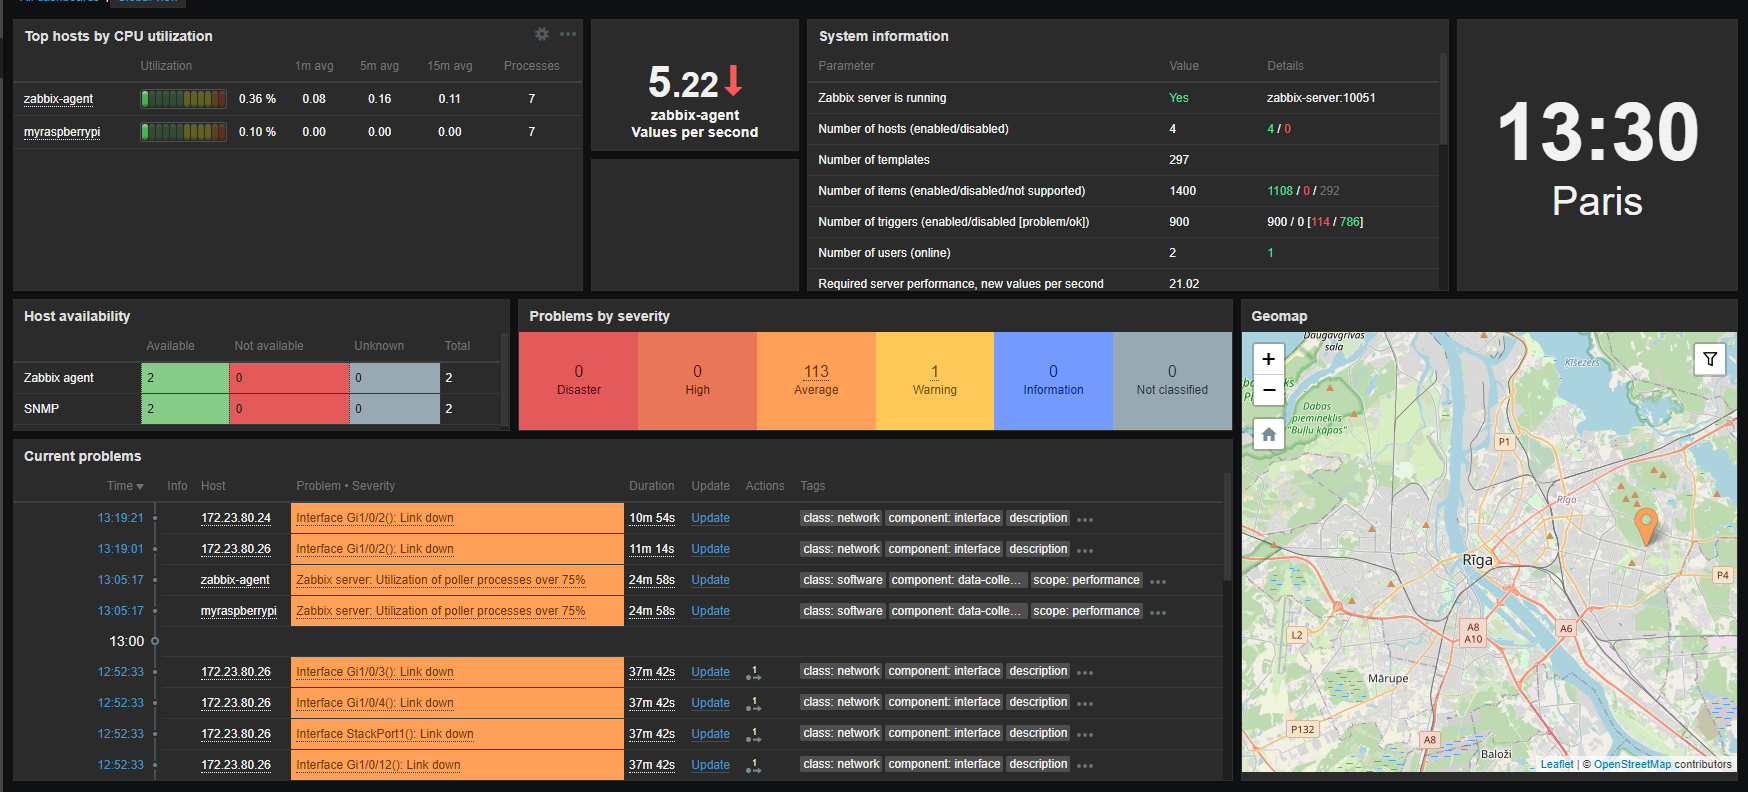 All dashboards / Global view
Top hosts by CPU utilization
Utilization 1m avg 5m avg 15m avg Processes
zabbix-agent 0.36 % 0.08 0.16 0.11 7
myraspberrypi 0.10 % 0.00 0.00 0.00 7
5.22
zabbix-agent
Values per second
System information
Parameter Value Details
Zabbix server is running Yes zabbix-server:10051
Number of hosts (enabled/disabled) 4 4 / 0
Number of templates 297
Number of items (enabled/disabled/not supported) 1400 1108 / 0 / 292
Number of triggers (enabled/disabled [problem/ok]) 900 900 / 0 [114 / 786]
Number of users (online) 2 1
Required server performance, new values per second 21.02
13:30
Paris
Host availability
Available Not available Unknown Total
Zabbix agent 2 0 0 2
SNMP 2 0 0 2
Problems by severity
0 0 113 1 0 0
Disaster High Average Warning Information Not classified
Geomap
+
−
Daugavgrīvas
sala
Ķīšezers
Dabas
piemineklis
"Buļļu kāpas"
P1
Rīga
Rīga
P4
A8
A10
A6
L2
Mārupe
P132
A8
Baloži
Leaflet | © OpenStreetMap contributors
Current problems
Time Info Host Problem • Severity Duration Update Actions Tags
13:19:21 172.23.80.24 Interface Gi1/0/2(): Link down 10m 54s Update class: network component: interface description
13:19:01 172.23.80.26 Interface Gi1/0/2(): Link down 11m 14s Update class: network component: interface description
13:05:17 zabbix-agent Zabbix server: Utilization of poller processes over 75% 24m 58s Update class: software component: data-colle... scope: performance
13:05:17 myraspberrypi Zabbix server: Utilization of poller processes over 75% 24m 58s Update class: software component: data-colle... scope: performance
13:00
12:52:33 172.23.80.26 Interface Gi1/0/3(): Link down 37m 42s Update 1 class: network component: interface description
12:52:33 172.23.80.26 Interface Gi1/0/4(): Link down 37m 42s Update 1 class: network component: interface description
12:52:33 172.23.80.26 Interface StackPort1(): Link down 37m 42s Update 1 class: network component: interface description
12:52:33 172.23.80.26 Interface Gi1/0/12(): Link down 37m 42s Update 1 class: network component: interface description